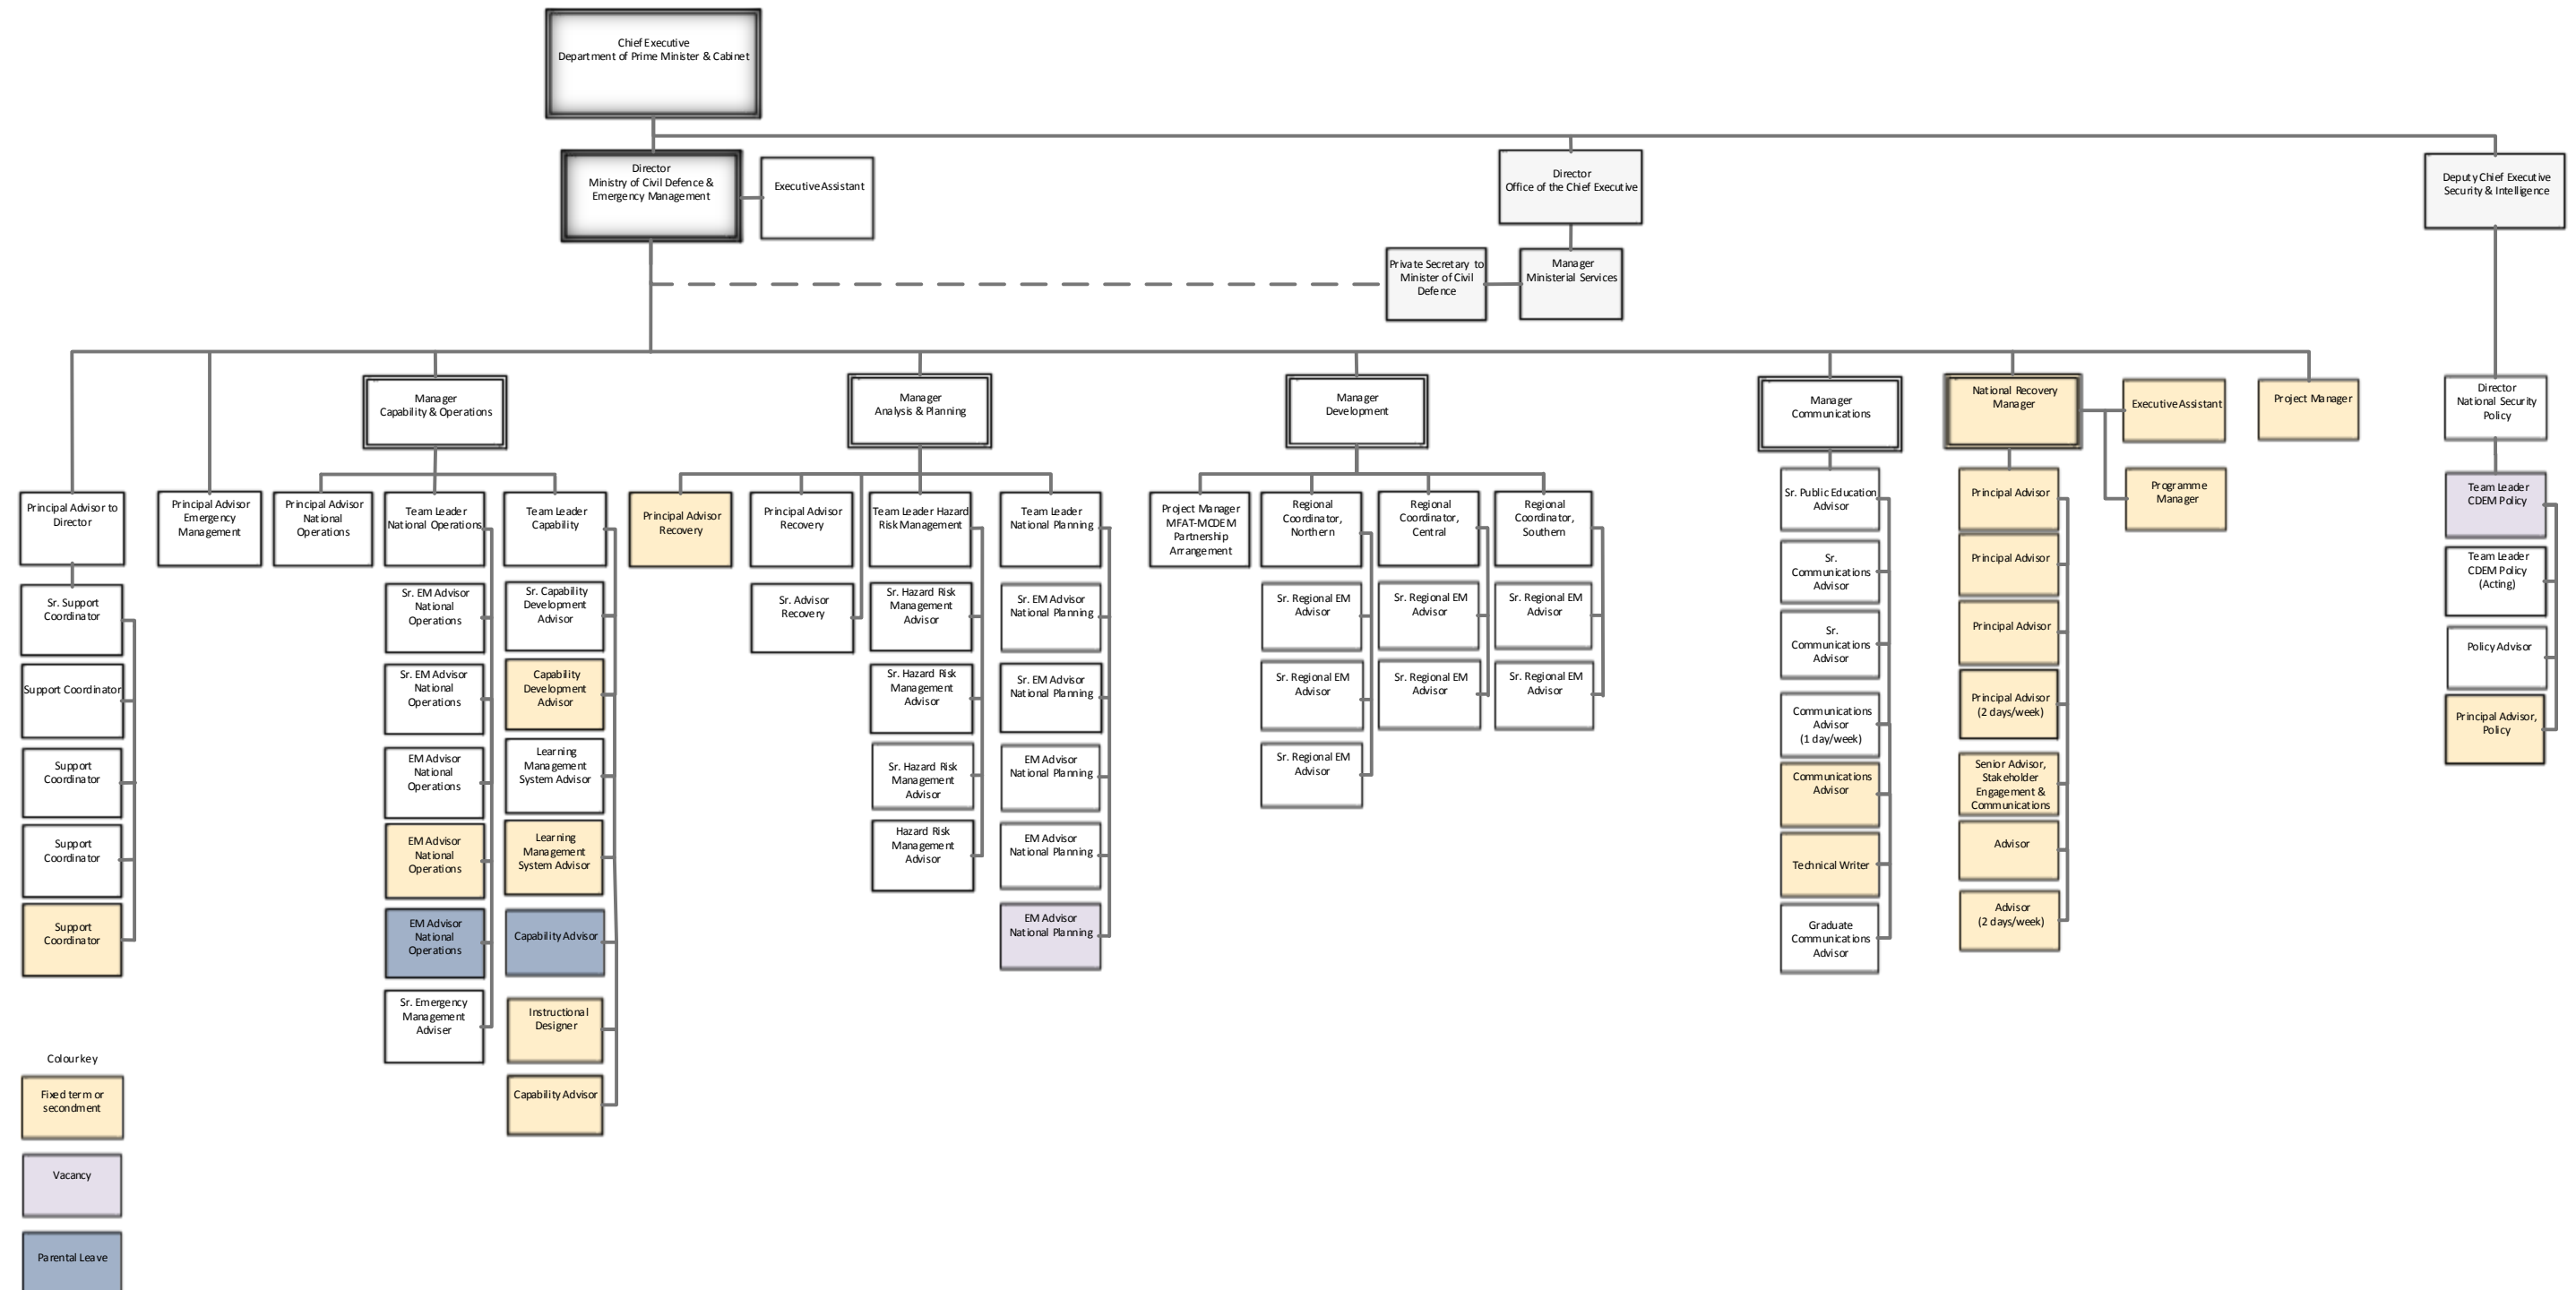 Chief Executive
Department of Prime Minister & Cabinet
Director
Ministry of Civil Defence &
Emergency Management
Executive Assistant
Director
Office of the Chief Executive
Deputy Chief Executive
Security & Intelligence
Private Secretary to
Minister of Civil
Defence
Manager
Ministerial Services
Manager
Capability & Operations
Manager
Analysis & Planning
Manager
Development
Manager
Communications
National Recovery
Manager
Executive Assistant
Project Manager
Director
National Security
Policy
Programme
Manager
Principal Advisor to
Director
Sr. Support
Coordinator
Support Coordinator
Support
Coordinator
Support
Coordinator
Support
Coordinator
Principal Advisor
Emergency
Management
Principal Advisor
National
Operations
Team Leader
National Operations
Sr. EM Advisor
National
Operations
Sr. EM Advisor
National
Operations
EM Advisor
National
Operations
EM Advisor
National
Operations
EM Advisor
National
Operations
Sr. Emergency
Management
Adviser
Team Leader
Capability
Sr. Capability
Development
Advisor
Capability
Development
Advisor
Learning
Management
System Advisor
Learning
Management
System Advisor
Capability Advisor
Instructional
Designer
Capability Advisor
Principal Advisor
Recovery
Principal Advisor
Recovery
Sr. Advisor
Recovery
Team Leader Hazard
Risk Management
Sr. Hazard Risk
Management
Advisor
Sr. Hazard Risk
Management
Advisor
Sr. Hazard Risk
Management
Advisor
Hazard Risk
Management
Advisor
Team Leader
National Planning
Sr. EM Advisor
National Planning
Sr. EM Advisor
National Planning
EM Advisor
National Planning
EM Advisor
National Planning
EM Advisor
National Planning
Project Manager
MFAT-MCDEM
Partnership
Arrangement
Regional
Coordinator,
Northern
Sr. Regional EM
Advisor
Sr. Regional EM
Advisor
Sr. Regional EM
Advisor
Regional
Coordinator,
Central
Sr. Regional EM
Advisor
Sr. Regional EM
Advisor
Regional
Coordinator,
Southern
Sr. Regional EM
Advisor
Sr. Regional EM
Advisor
Sr. Public Education
Advisor
Sr.
Communications
Advisor
Sr.
Communications
Advisor
Communications
Advisor
(1 day/week)
Communications
Advisor
Technical Writer
Graduate
Communications
Advisor
Principal Advisor
Principal Advisor
Principal Advisor
Principal Advisor
(2 days/week)
Senior Advisor,
Stakeholder
Engagement &
Communications
Advisor
Advisor
(2 days/week)
Team Leader
CDEM Policy
Team Leader
CDEM Policy
(Acting)
Policy Advisor
Principal Advisor,
Policy
Colour key
Fixed term or
secondment
Vacancy
Parental Leave